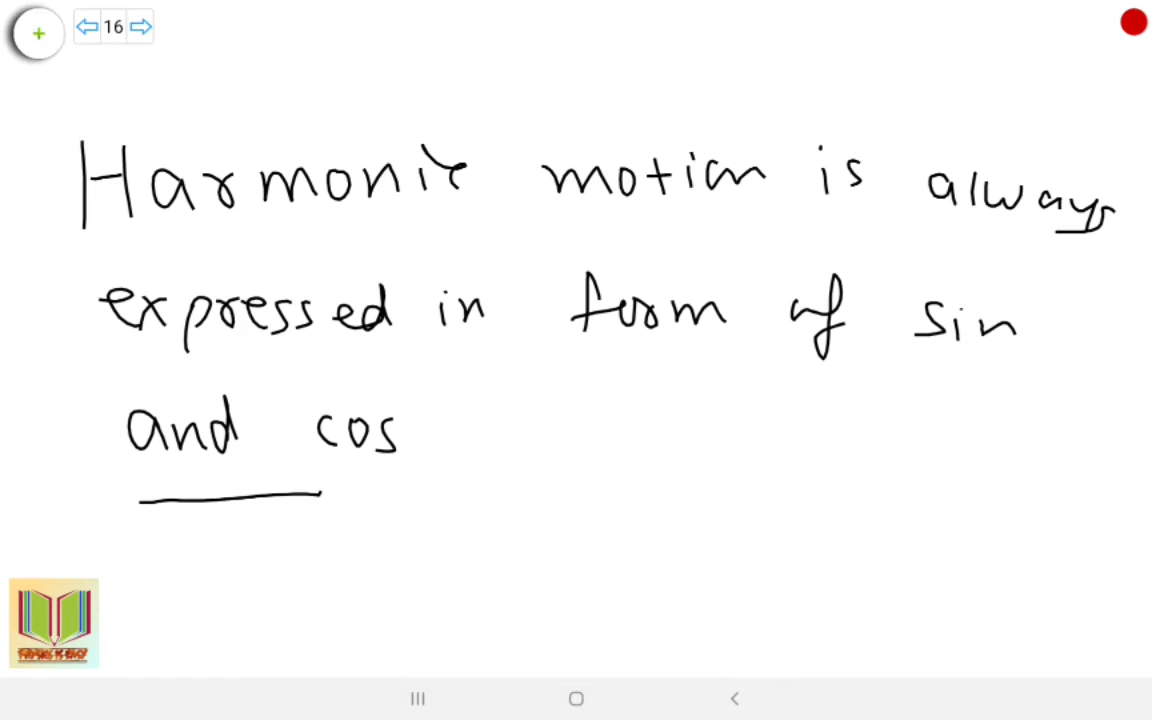 16
Harmonic motion is always
expressed in form of sin
and cos